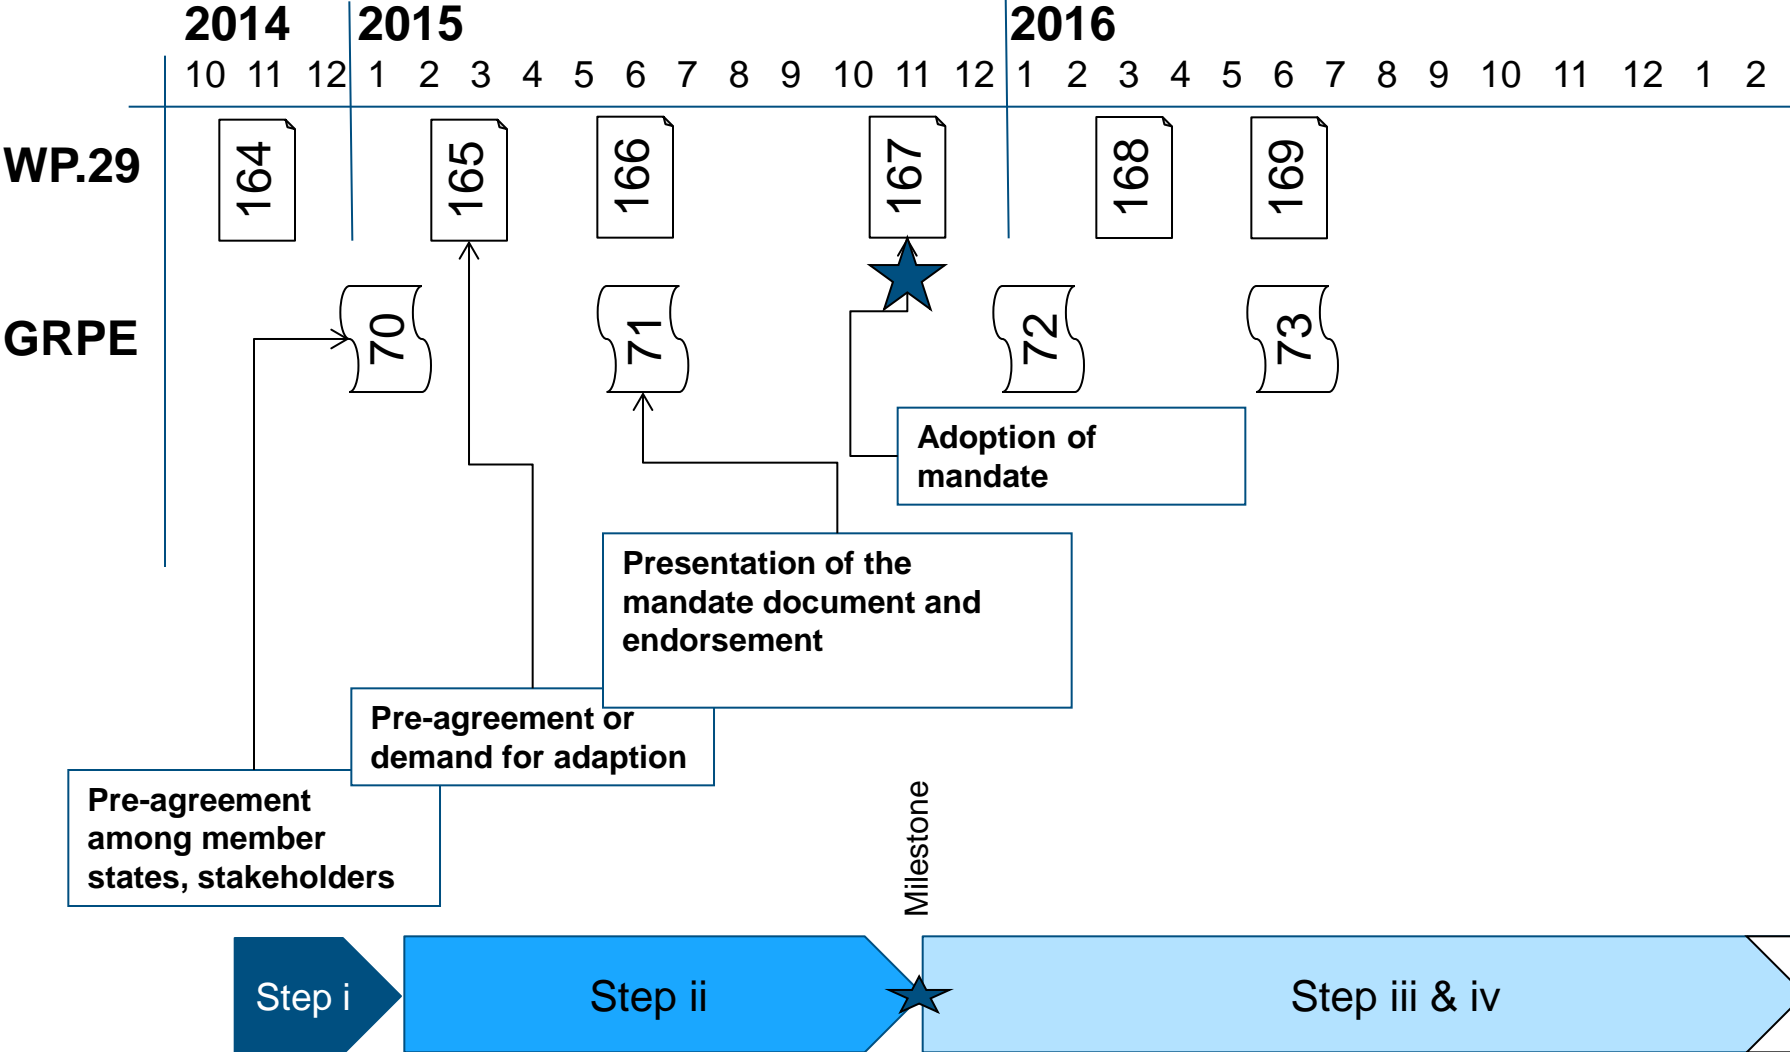 2014 2015 2016
10 11 12 1 2 3 4 5 6 7 8 9 10 11 12 1 2 3 4 5 6 7 8 9 10 11 12 1 2
WP.29
164 165 166 167 168 169
GRPE
70 71 72 73
Adoption of
mandate
Presentation of the
mandate document and
endorsement
Pre-agreement or
demand for adaption
Pre-agreement
among member
states, stakeholders
Milestone
Step i
Step ii
Step iii & iv